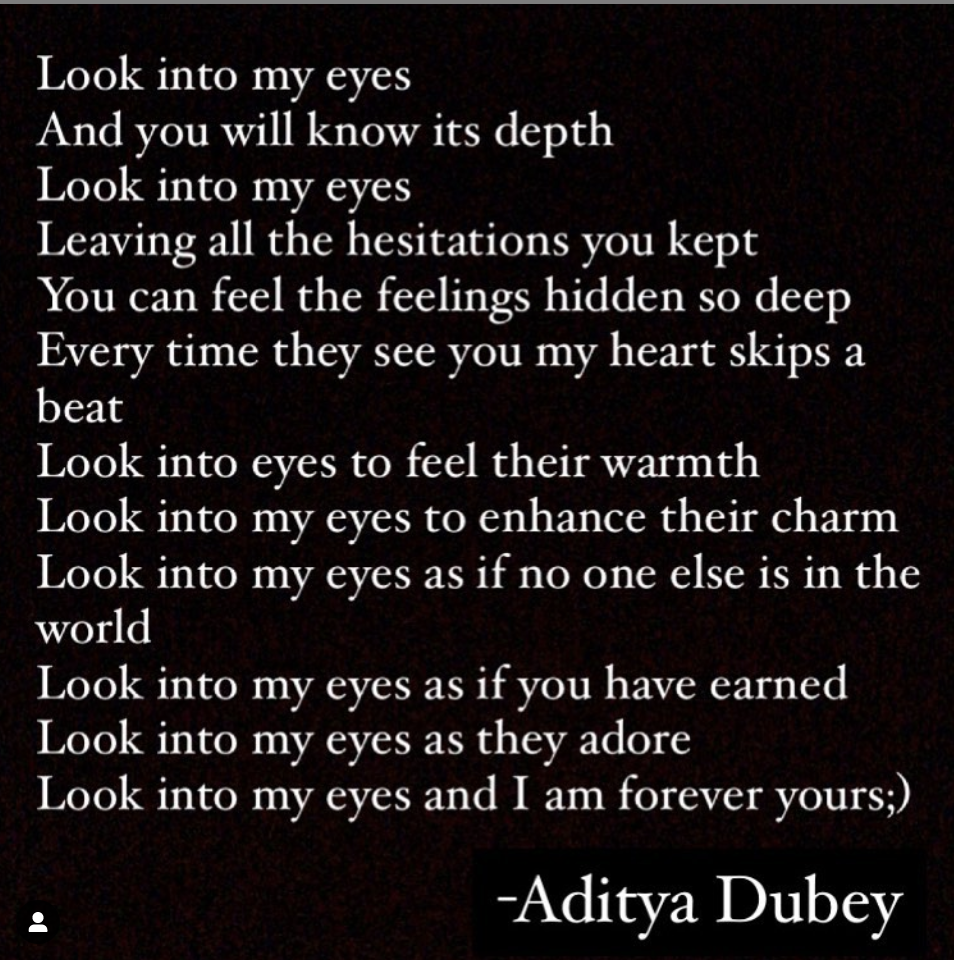 Look into my eyes
And you will know its depth
Look into my eyes
Leaving all the hesitations you kept
You can feel the feelings hidden so deep
Every time they see you my heart skips a
beat
Look into eyes to feel their warmth
Look into my eyes to enhance their charm
Look into my eyes as if no one else is in the
world
Look into my eyes as if you have earned
Look into my eyes as they adore
Look into my eyes and I am forever yours;)
-Aditya Dubey